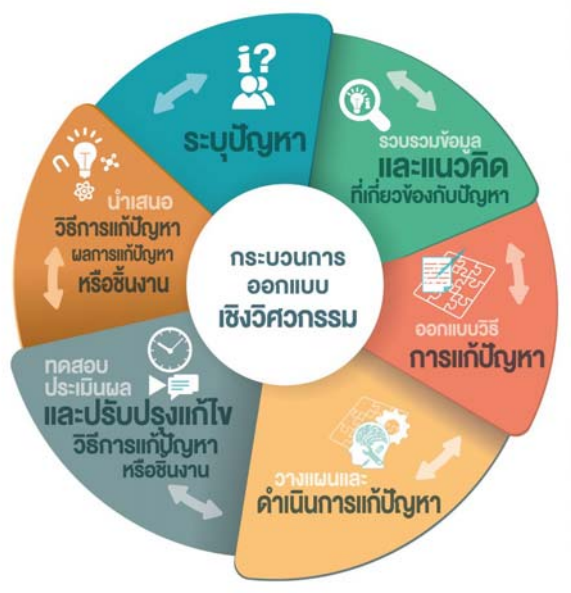 กระบวนการ
ออกแบบ
เชิงวิศวกรรม
i?
ระบุปัญหา
i
รวบรวมข้อมูล
และแนวคิด
ที่เกี่ยวข้องกับปัญหา
ออกแบบวิธี
การแก้ปัญหา
วางแผนและ
ดำเนินการแก้ปัญหา
ทดสอบ
ประเมินผล
และปรับปรุงแก้ไข
วิธีการแก้ปัญหา
หรือชิ้นงาน
นำเสนอ
วิธีการแก้ปัญหา
ผลการแก้ปัญหา
หรือชิ้นงาน